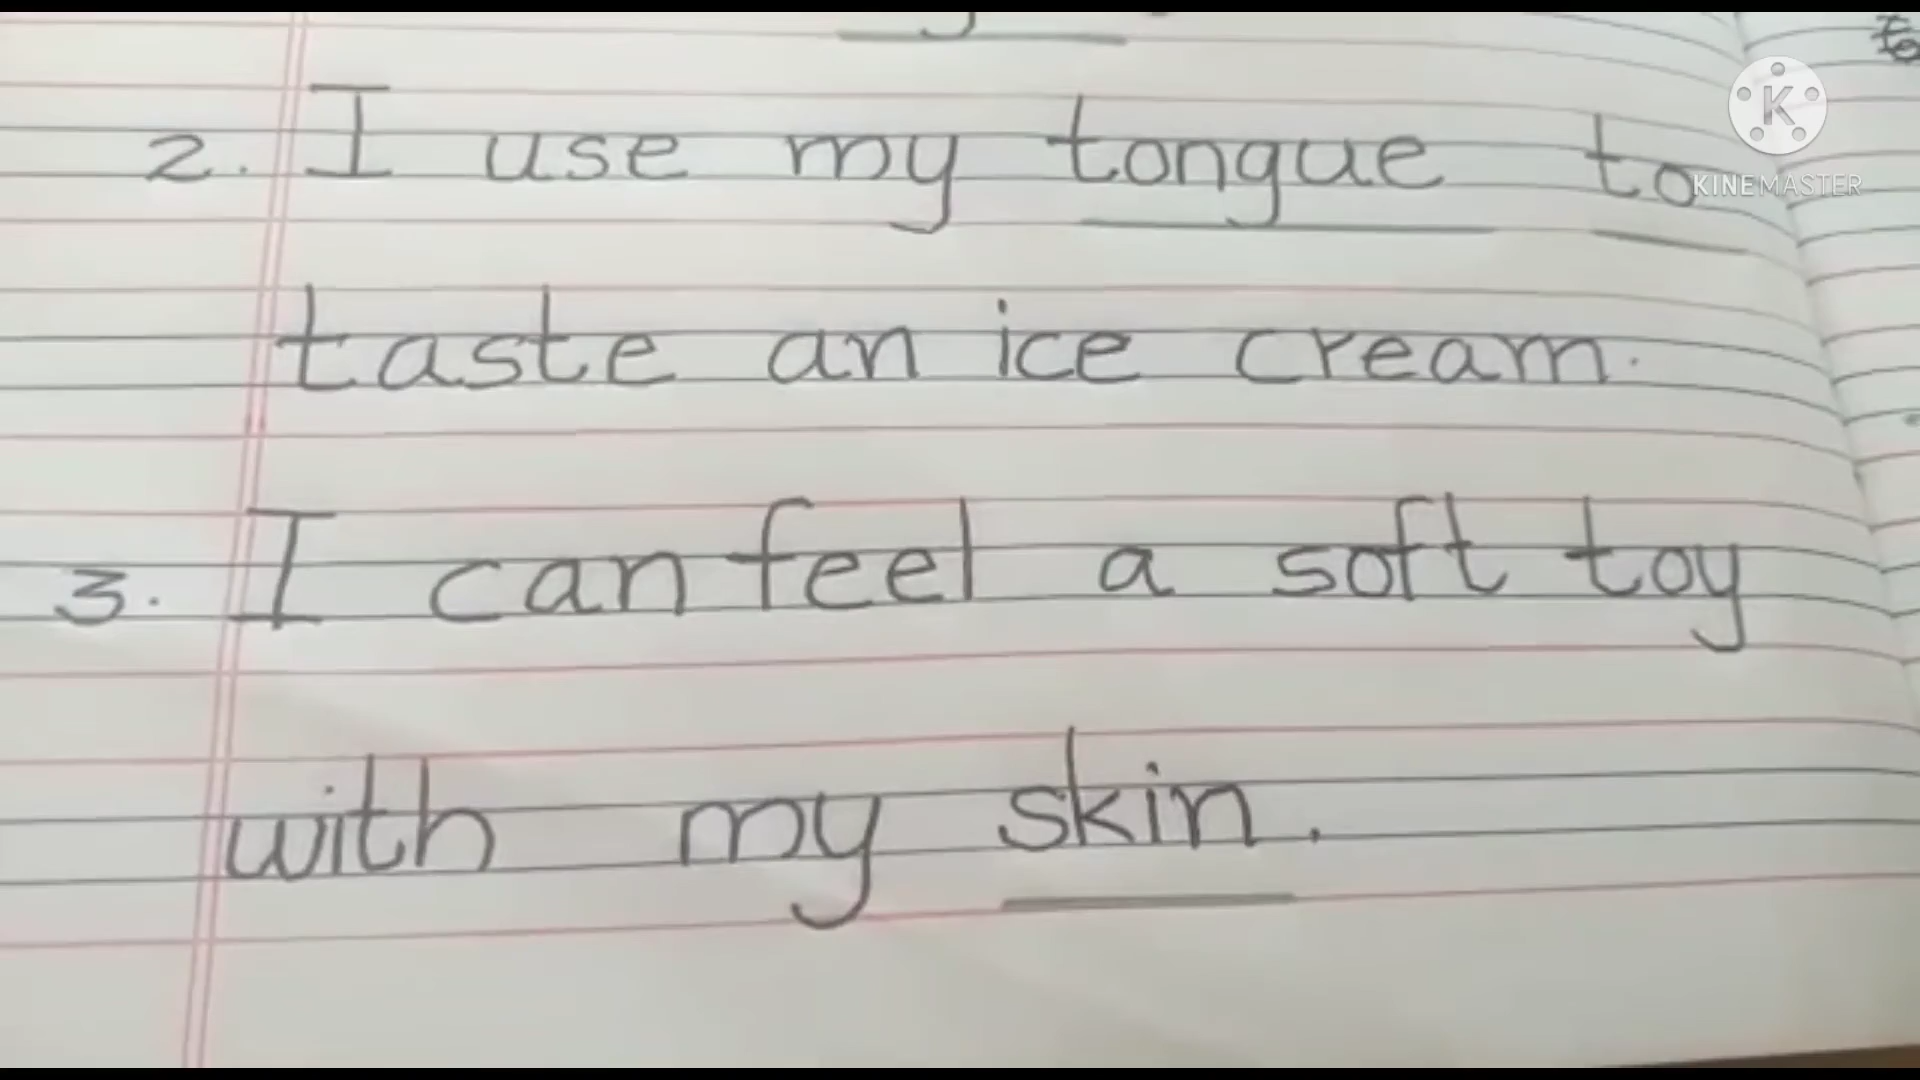 2. I use my tongue to
taste an ice cream.
3. I can feel a soft toy
with my skin.
KINEMASTER